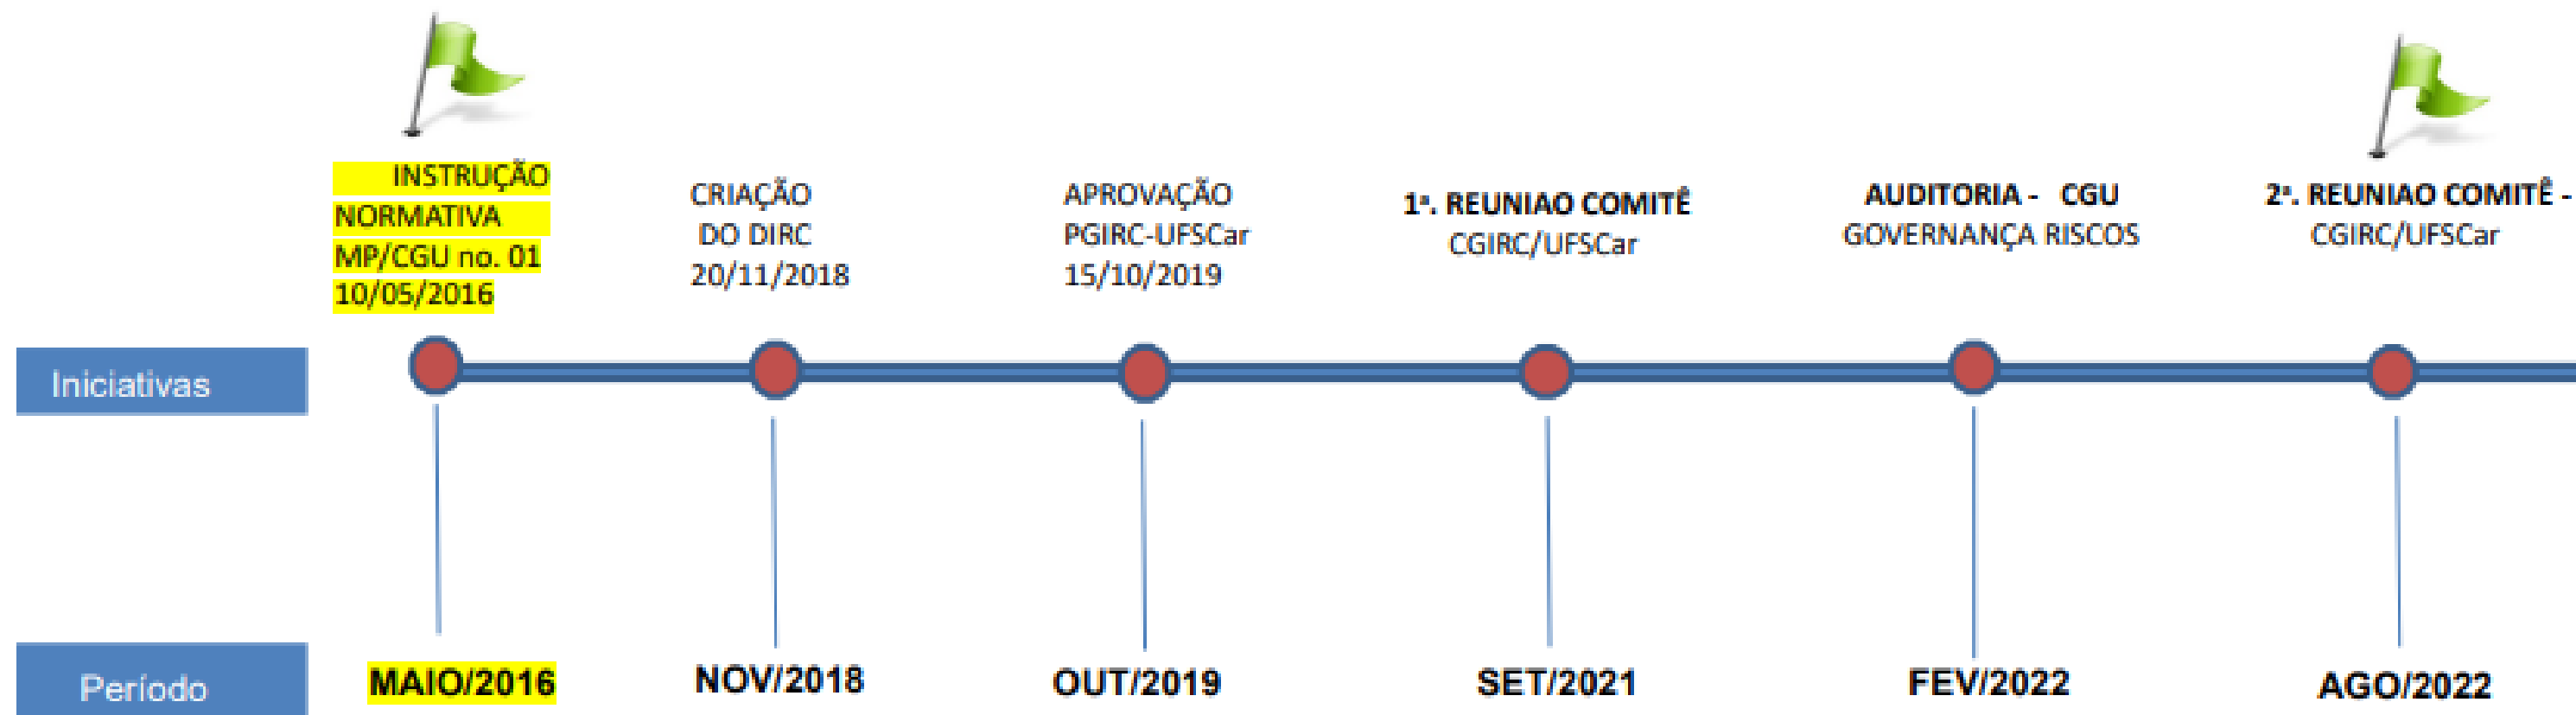 INSTRUÇÃO
NORMATIVA
MP/CGU no. 01
10/05/2016
CRIAÇÃO
DO DIRC
20/11/2018
APROVAÇÃO
PGIRC-UFSCar
15/10/2019
1ª. REUNIAO COMITÊ
CGIRC/UFSCar
AUDITORIA - CGU
GOVERNANÇA RISCOS
2ª. REUNIAO COMITÊ -
CGIRC/UFSCar
Iniciativas
Período
MAIO/2016
NOV/2018
OUT/2019
SET/2021
FEV/2022
AGO/2022